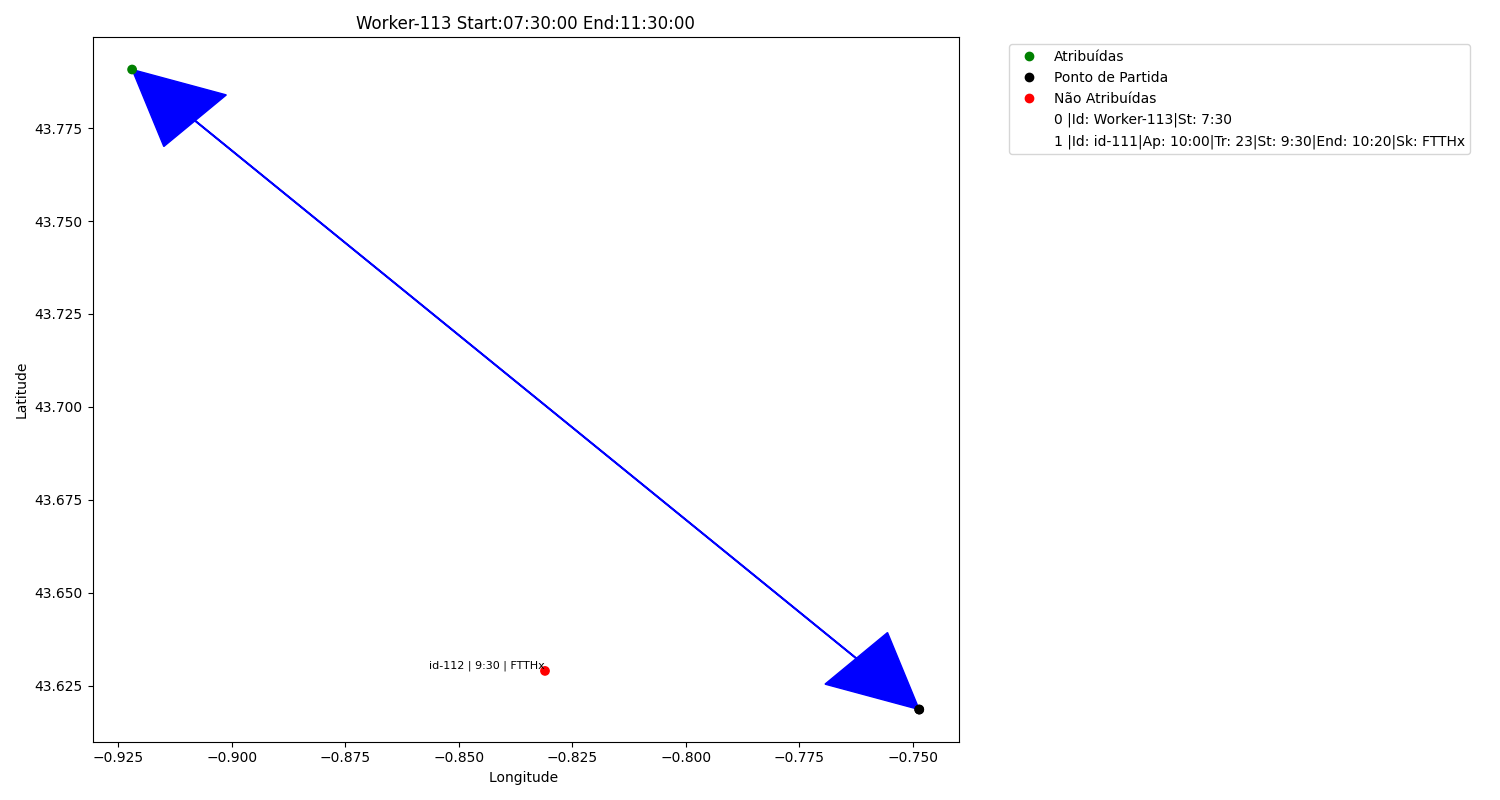 Worker-113 Start:07:30:00 End:11:30:00
Atribuídas
Ponto de Partida
Não Atribuídas
0 |Id: Worker-113|St: 7:30
1 |Id: id-111|Ap: 10:00|Tr: 23|St: 9:30|End: 10:20|Sk: FTTHx
43.775
43.750
43.725
43.700
43.675
43.650
43.625
Latitude
id-112 | 9:30 | FTTHx
−0.925 −0.900 −0.875 −0.850 −0.825 −0.800 −0.775 −0.750
Longitude